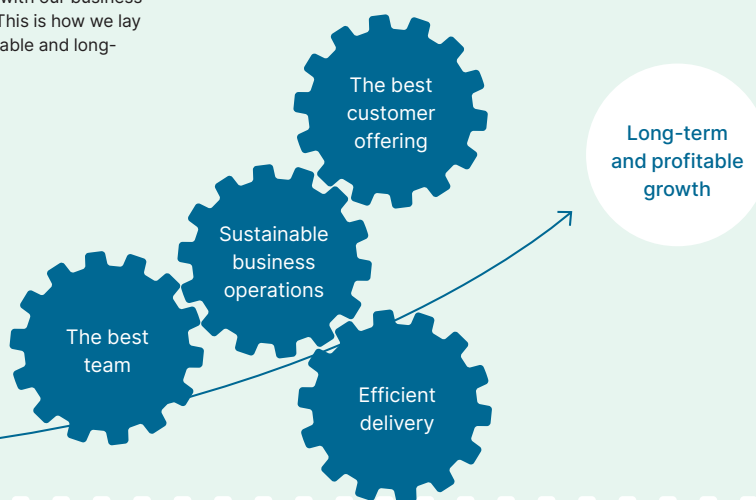 with our business
This is how we lay
able and long-
The best
customer
offering
Long-term
and profitable
growth
Sustainable
business
operations
The best
team
Efficient
delivery